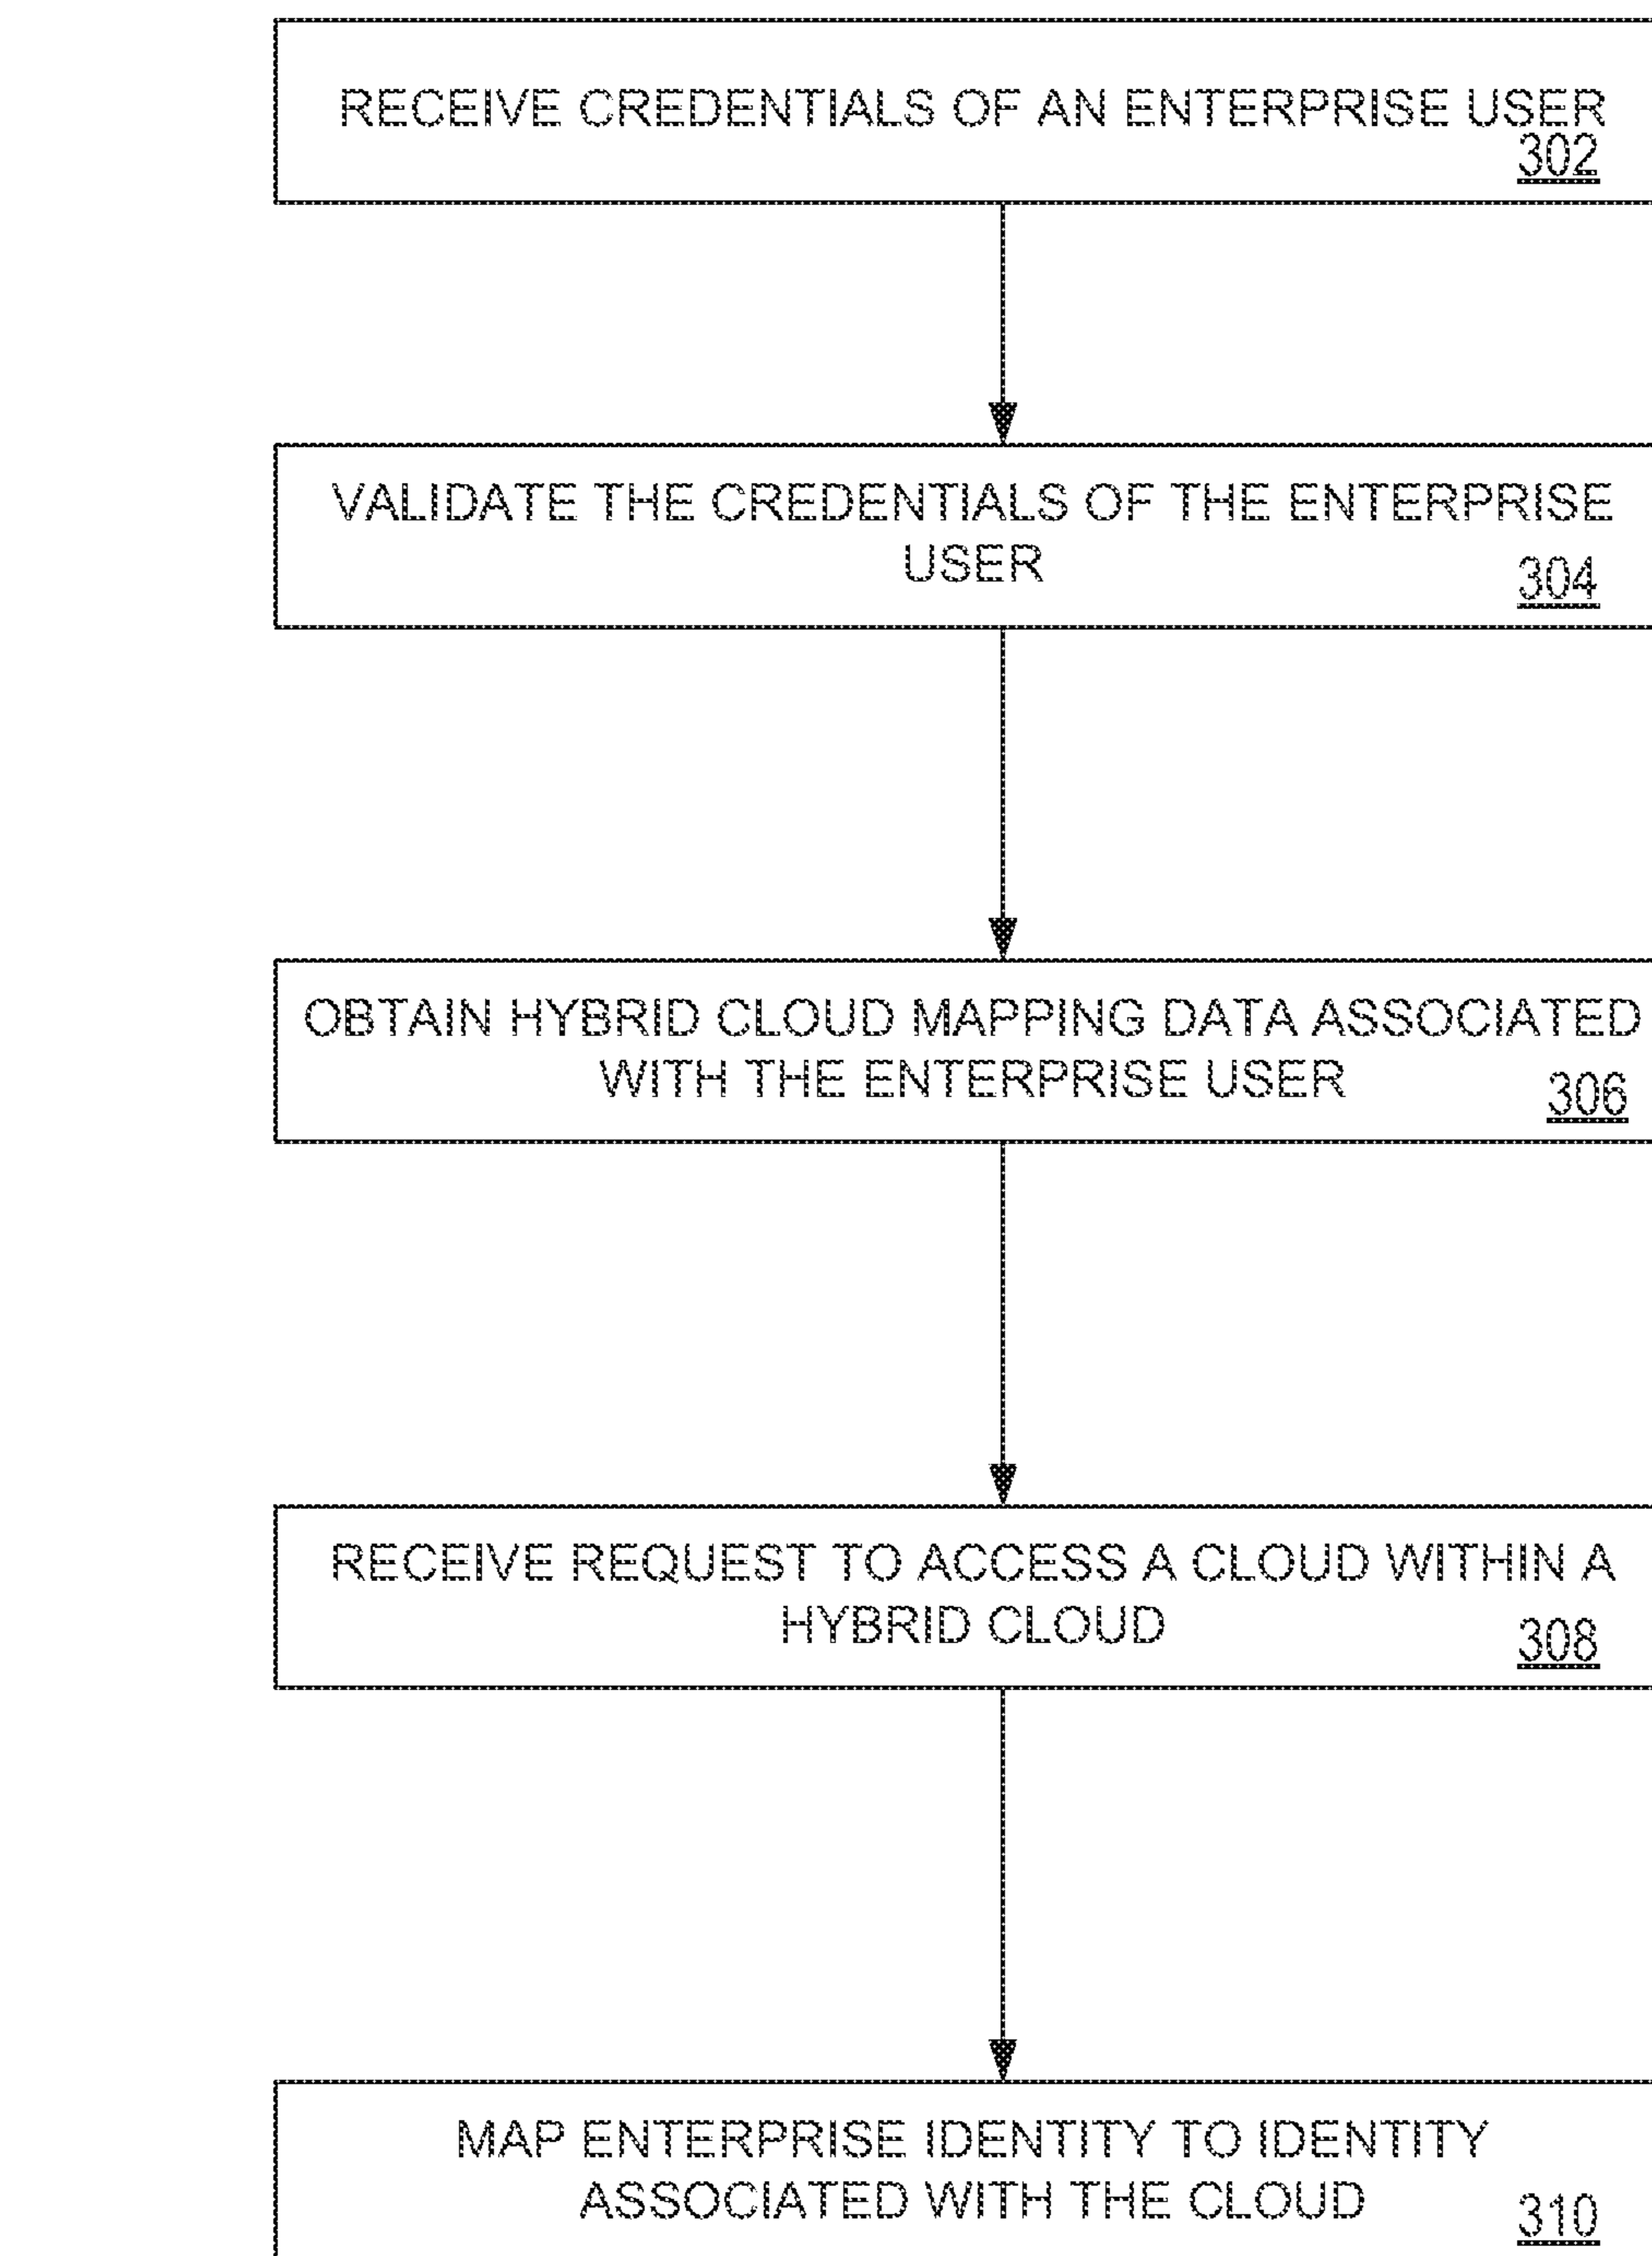 RECEIVE CREDENTIALS OF AN ENTERPRISE USER
302
VALIDATE THE CREDENTIALS OF THE ENTERPRISE
USER
304
OBTAIN HYBRID CLOUD MAPPING DATA ASSOCIATED
WITH THE ENTERPRISE USER
306
RECEIVE REQUEST TO ACCESS A CLOUD WITHIN A
HYBRID CLOUD
308
MAP ENTERPRISE IDENTITY TO IDENTITY
ASSOCIATED WITH THE CLOUD
310